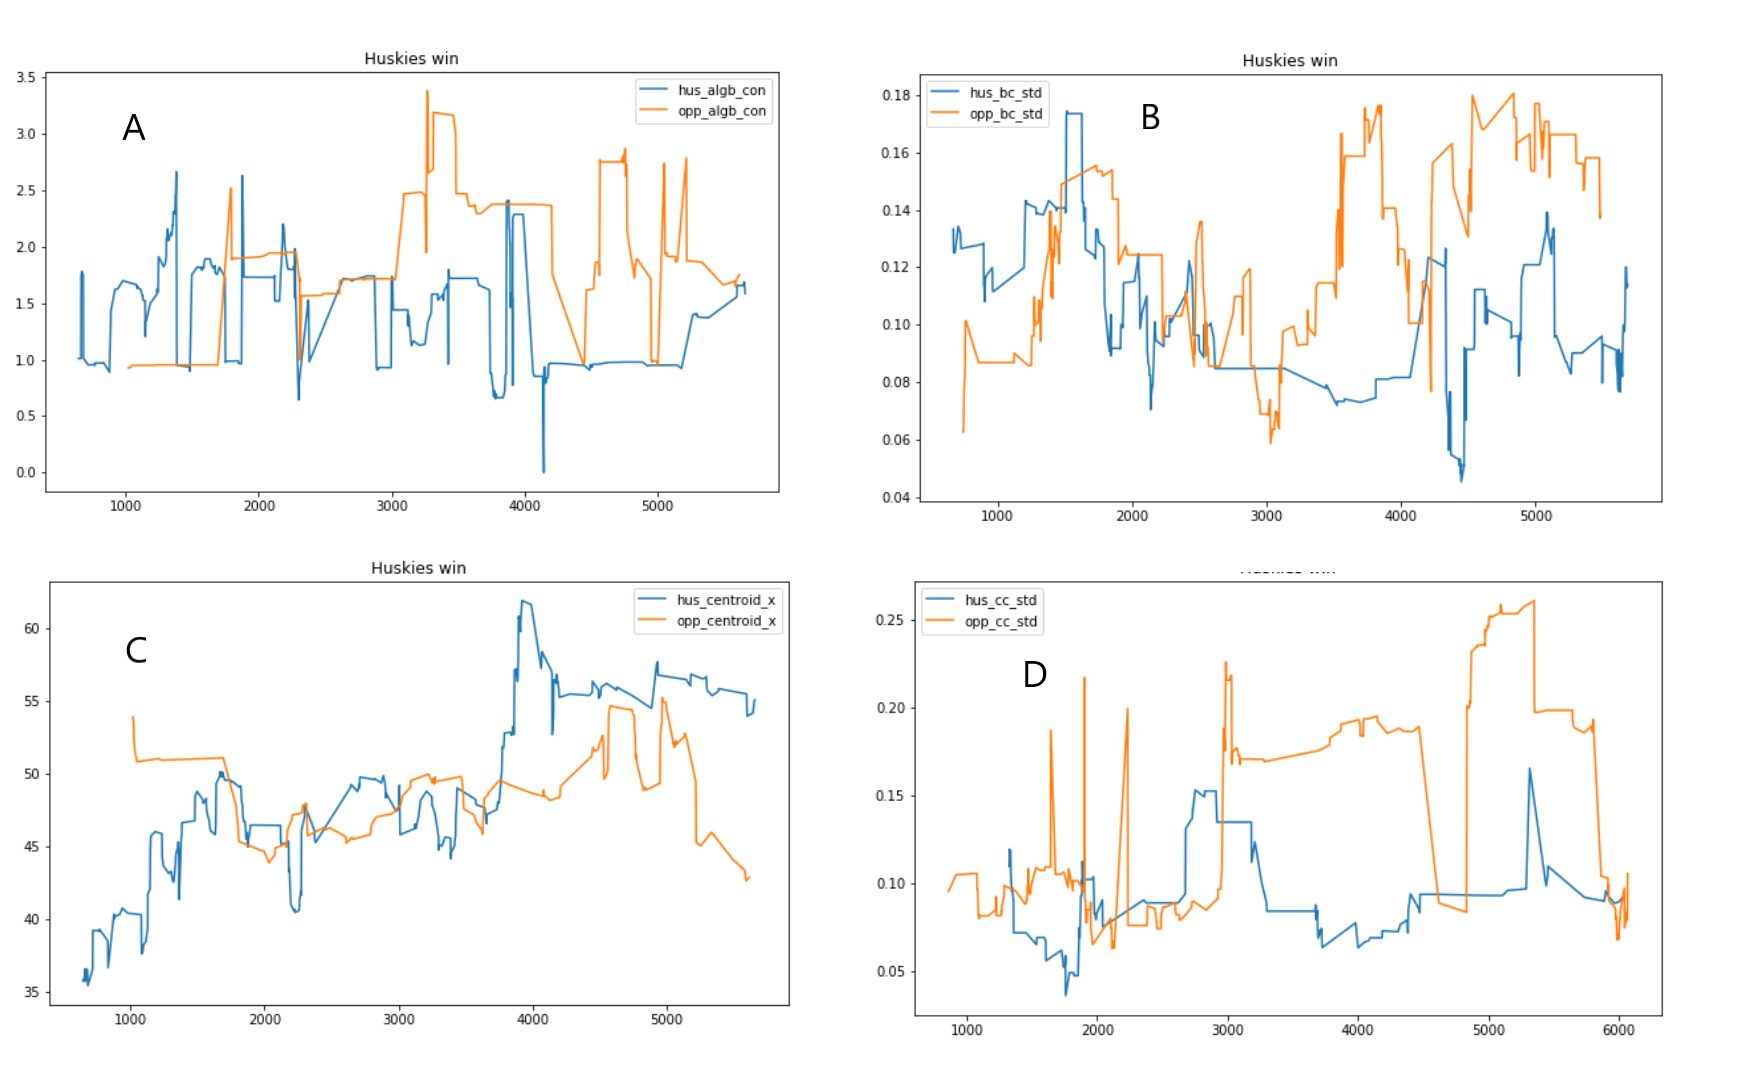 Huskies win
3.5
3.0
2.5
2.0
1.5
1.0
0.5
0.0
A
hus_algb_con
opp_algb_con
1000 2000 3000 4000 5000
Huskies win
0.18
0.16
0.14
0.12
0.10
0.08
0.06
0.04
hus_bc_std
opp_bc_std
B
1000 2000 3000 4000 5000
Huskies win
60
55
50
45
40
35
C
hus_centroid_x
opp_centroid_x
1000 2000 3000 4000 5000
0.25
0.20
0.15
0.10
0.05
hus_cc_std
opp_cc_std
D
1000 2000 3000 4000 5000 6000